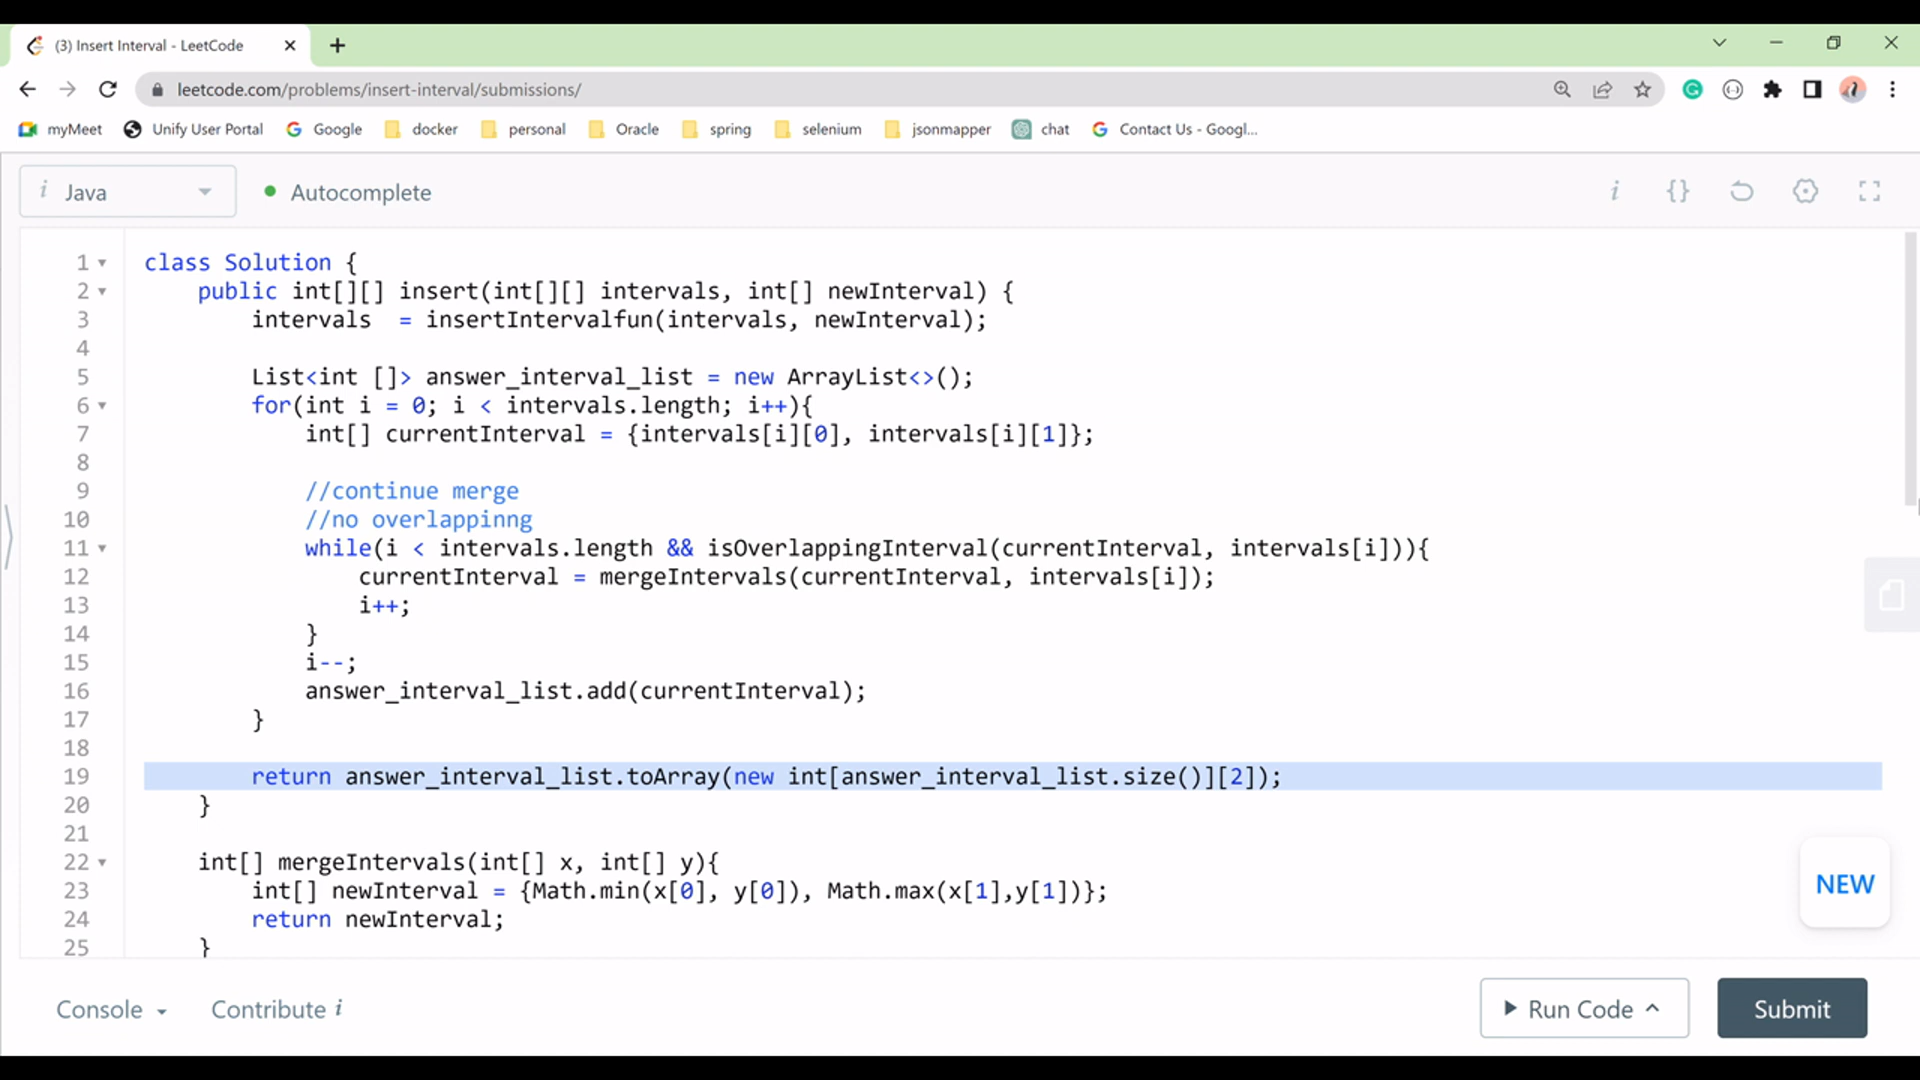 (3) Insert Interval - LeetCode
leetcode.com/problems/insert-interval/submissions/
myMeet Unify User Portal Google docker personal Oracle spring selenium jsonmapper chat Contact Us - Googl...
i Java Autocomplete i {}
1 class Solution {
2 public int[][] insert(int[][] intervals, int[] newInterval) {
3 intervals  = insertIntervalfun(intervals, newInterval);
4
5 List<int []> answer_interval_list = new ArrayList<>();
6 for(int i = 0; i < intervals.length; i++){
7 int[] currentInterval = {intervals[i][0], intervals[i][1]};
8
9 //continue merge
10 //no overlappinng
11 while(i < intervals.length && isOverlappingInterval(currentInterval, intervals[i])){
12 currentInterval = mergeIntervals(currentInterval, intervals[i]);
13 i++;
14 }
15 i--;
16 answer_interval_list.add(currentInterval);
17 }
18
19 return answer_interval_list.toArray(new int[answer_interval_list.size()][2]);
20 }
21
22 int[] mergeIntervals(int[] x, int[] y){
23 int[] newInterval = {Math.min(x[0], y[0]), Math.max(x[1],y[1])};
24 return newInterval;
25 }
NEW
Console Contribute i Run Code Submit